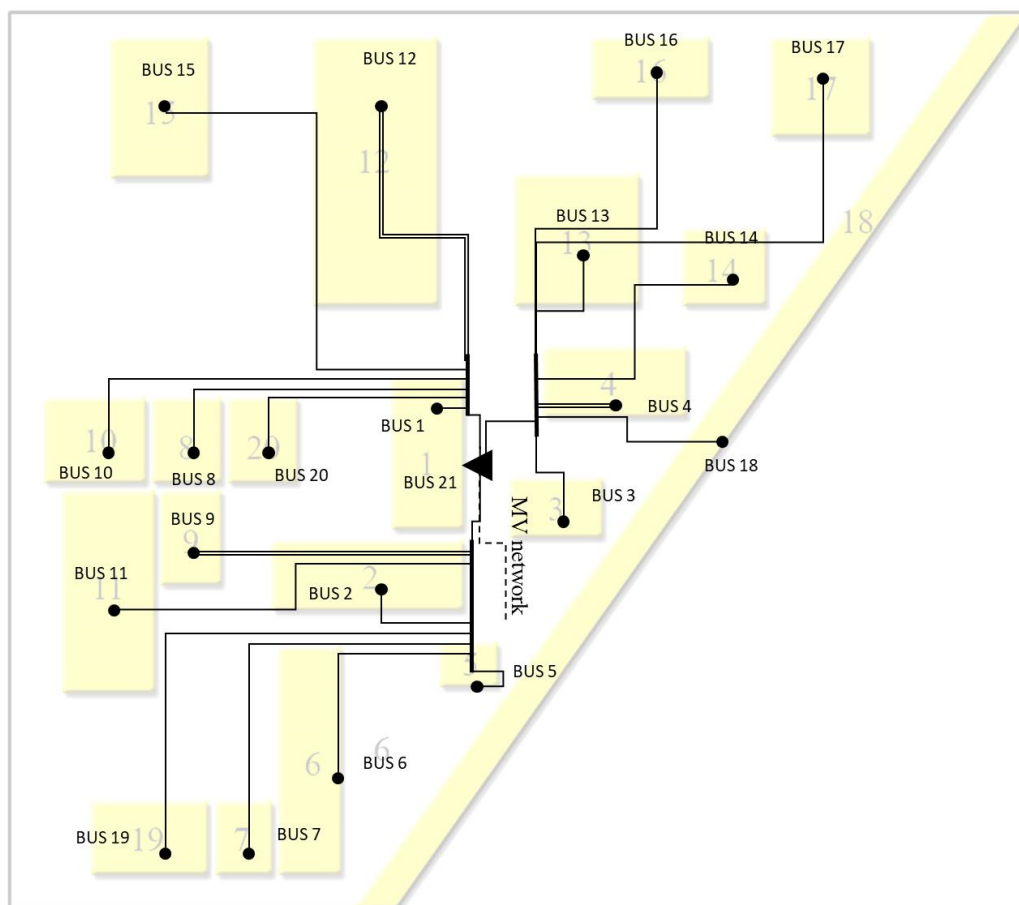 BUS 16
BUS 17
BUS 12
BUS 15
16
17
15
12
BUS 13
13
18
BUS 14
14
4
BUS 4
BUS 1
10
8
20
1
BUS 18
BUS 10
BUS 8
BUS 20
BUS 21
BUS 3
3
MV network
BUS 9
9
BUS 11
11
2
BUS 2
5
BUS 5
6
6
BUS 6
BUS 19
19
7
BUS 7